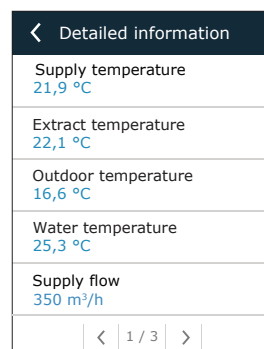 Detailed information
Supply temperature
21,9 °C
Extract temperature
22,1 °C
Outdoor temperature
16,6 °C
Water temperature
25,3 °C
Supply flow
350 m³/h
1 / 3